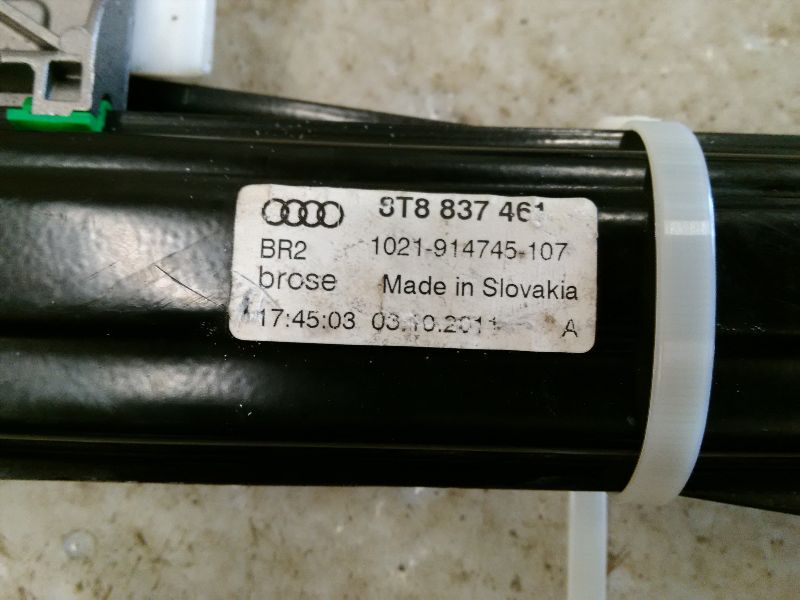 8T8 837 461
BR2 1021-914745-107
brose Made in Slovakia
17:45:03 03.10.2011 A